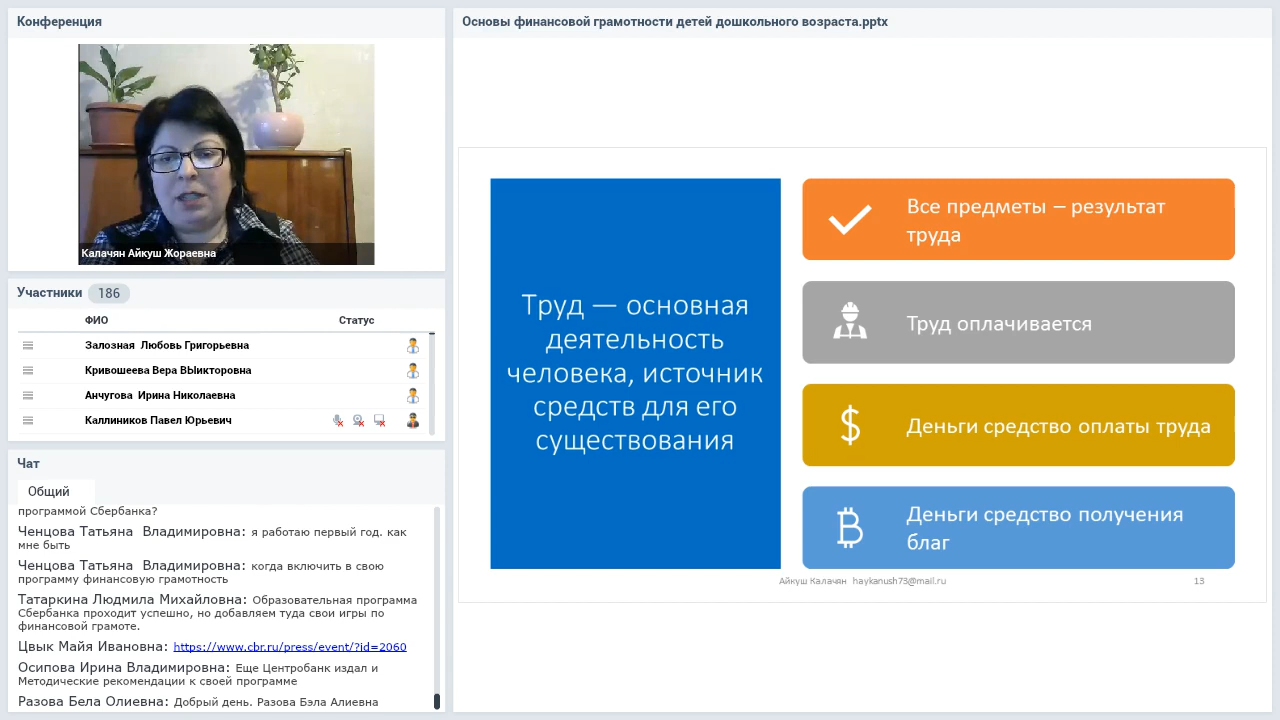 Конференция
Калачян Айкуш Жораевна
Участники 186
ФИО Статус
Залозная Любовь Григорьевна
Кривошеева Вера ВЫикторовна
Анчугова Ирина Николаевна
Каллиников Павел Юрьевич
Чат
Общий
программой Сбербанка?
Ченцова Татьяна Владимировна: я работаю первый год. как
мне быть
Ченцова Татьяна Владимировна: когда включить в свою
программу финансовую грамотность
Татаркина Людмила Михайловна: Образовательная программа
Сбербанка проходит успешно, но добавляем туда свои игры по
финансовой грамоте.
Цвык Майя Ивановна: https://www.cbr.ru/press/event/?id=2060
Осипова Ирина Владимировна: Еще Центробанк издал и
Методические рекомендации к своей программе
Разова Бела Олиевна: Добрый день. Разова Бэла Алиевна
Основы финансовой грамотности детей дошкольного возраста.pptx
Труд — основная
деятельность
человека, источник
средств для его
существования
Все предметы – результат
труда
Труд оплачивается
Деньги средство оплаты труда
Деньги средство получения
благ
Айкуш Калачян haykanush73@mail.ru
13